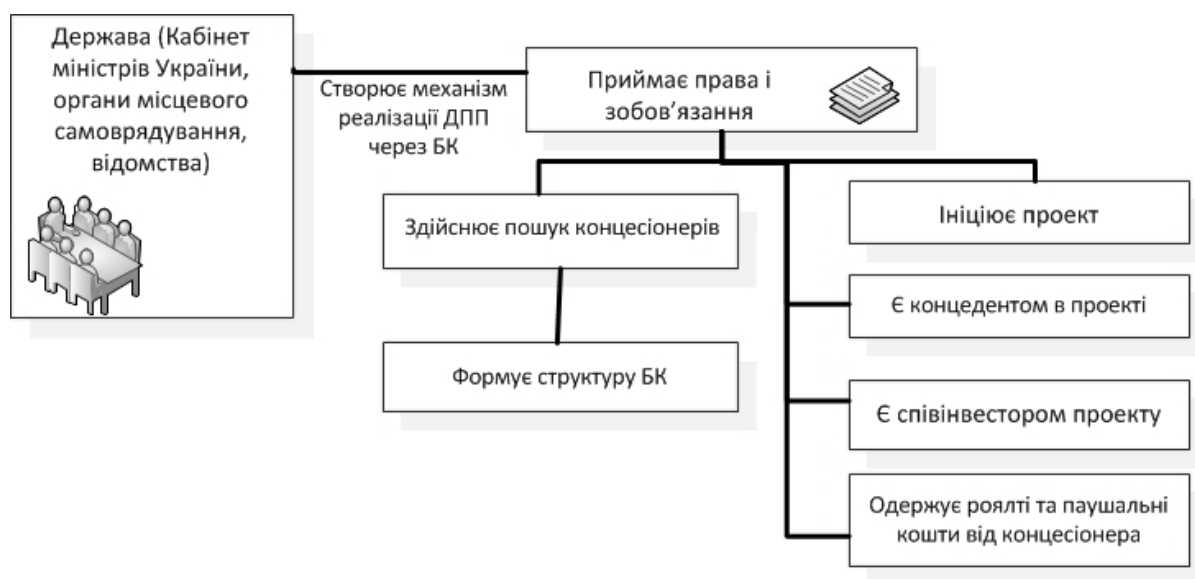 Держава (Кабінет
міністрів України,
органи місцевого
самоврядування,
відомства)
Створює механізм
реалізації ДПП
через БК
Приймає права і
зобов’язання
Здійснює пошук концесіонерів
Формує структуру БК
Ініціює проект
Є концедентом в проекті
Є співінвестором проекту
Одержує роялті та паушальні
кошти від концесіонера